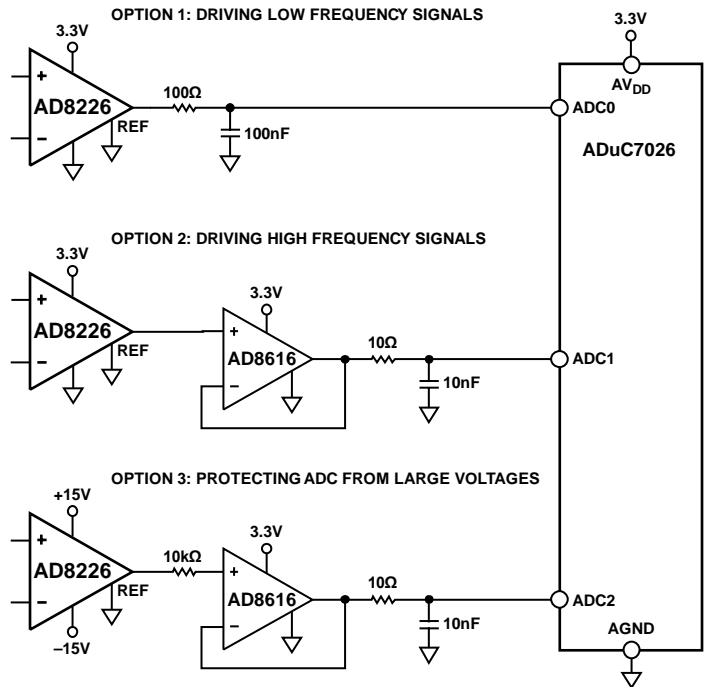 OPTION 1: DRIVING LOW FREQUENCY SIGNALS
3.3V
3.3V
AVDD
100Ω
+
AD8226
−
REF
100nF
ADC0
ADuC7026
OPTION 2: DRIVING HIGH FREQUENCY SIGNALS
3.3V
3.3V
+
AD8226
−
REF
+
AD8616
−
10Ω
10nF
ADC1
OPTION 3: PROTECTING ADC FROM LARGE VOLTAGES
+15V
3.3V
+
AD8226
−
REF
−15V
10kΩ
+
AD8616
−
10Ω
10nF
ADC2
AGND